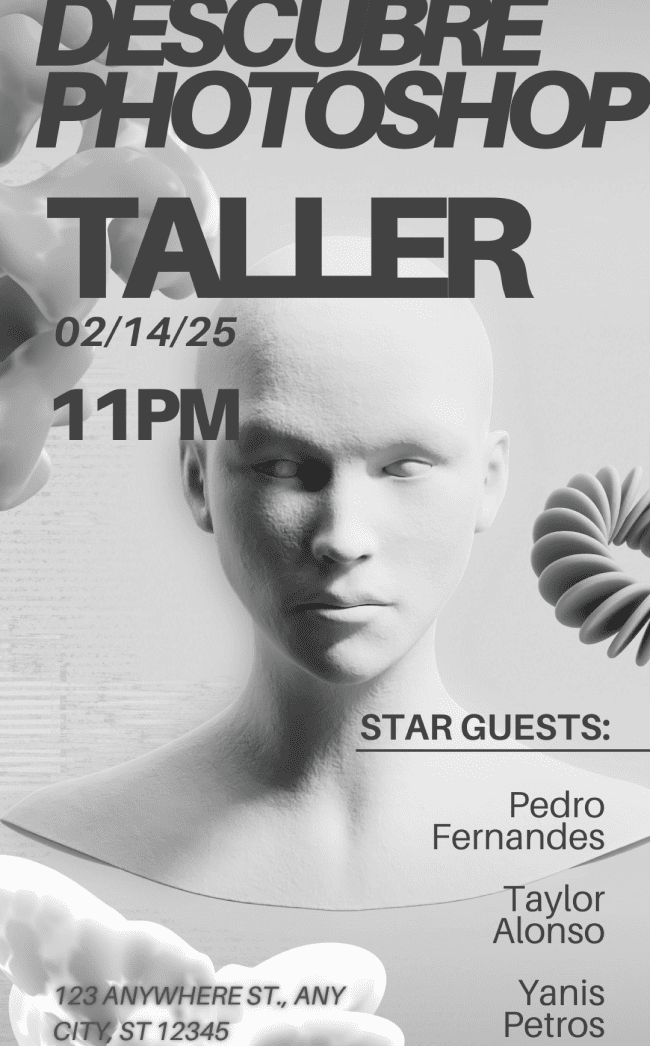 DESCUBRE
PHOTOSHOP
TALLER
02/14/25
11PM
STAR GUESTS:
Pedro
Fernandes
Taylor
Alonso
Yanis
Petros
123 ANYWHERE ST., ANY
CITY, ST 12345